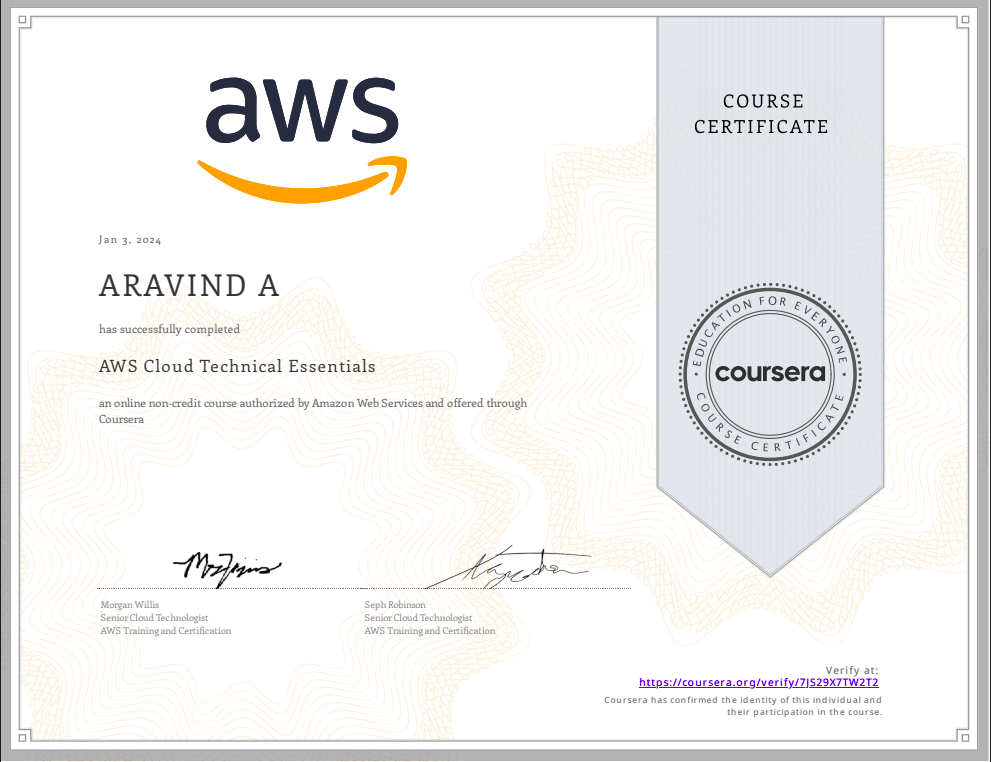 aws
COURSE
CERTIFICATE
Jan 3, 2024
ARAVIND A
has successfully completed
AWS Cloud Technical Essentials
an online non-credit course authorized by Amazon Web Services and offered through
Coursera
EDUCATION FOR EVERYONE
coursera
COURSE CERTIFICATE
Morgan Willis
Senior Cloud Technologist
AWS Training and Certification
Seph Robinson
Senior Cloud Technologist
AWS Training and Certification
Verify at:
https://coursera.org/verify/7JS29X7TW2T2
Coursera has confirmed the identity of this individual and
their participation in the course.